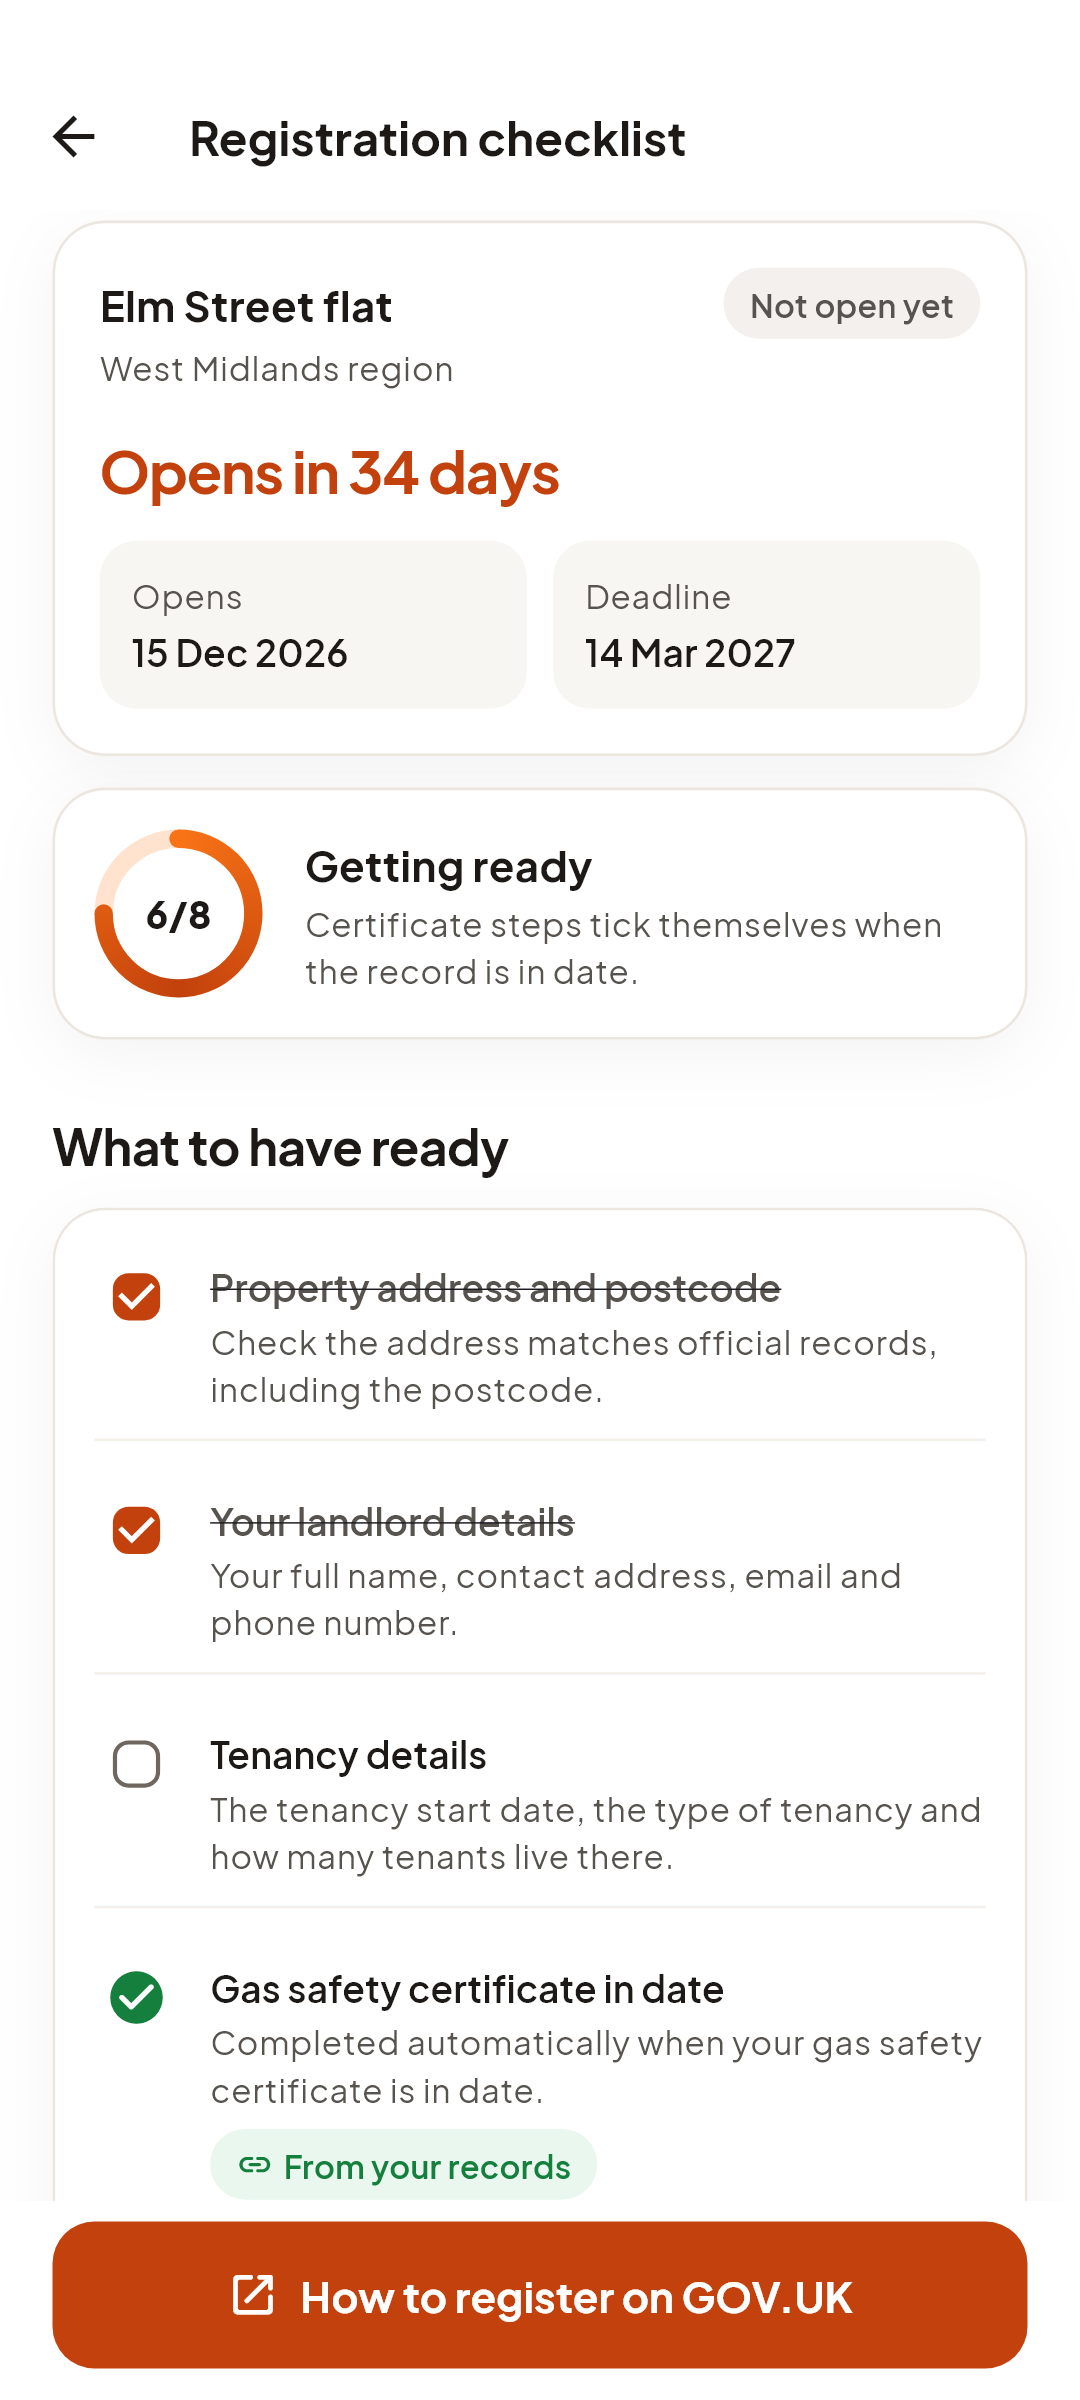 Registration checklist
Elm Street flat
Not open yet
West Midlands region
Opens in 34 days
Opens
15 Dec 2026
Deadline
14 Mar 2027
6/8
Getting ready
Certificate steps tick themselves when
the record is in date.
What to have ready
Property address and postcode
Check the address matches official records,
including the postcode.
Your landlord details
Your full name, contact address, email and
phone number.
Tenancy details
The tenancy start date, the type of tenancy and
how many tenants live there.
Gas safety certificate in date
Completed automatically when your gas safety
certificate is in date.
From your records
How to register on GOV.UK